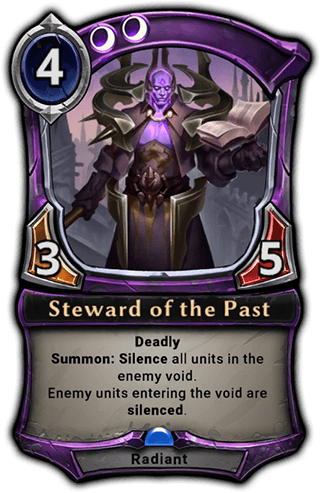 4
3
5
Steward of the Past
Deadly
Summon: Silence all units in the
enemy void.
Enemy units entering the void are
silenced.
Radiant